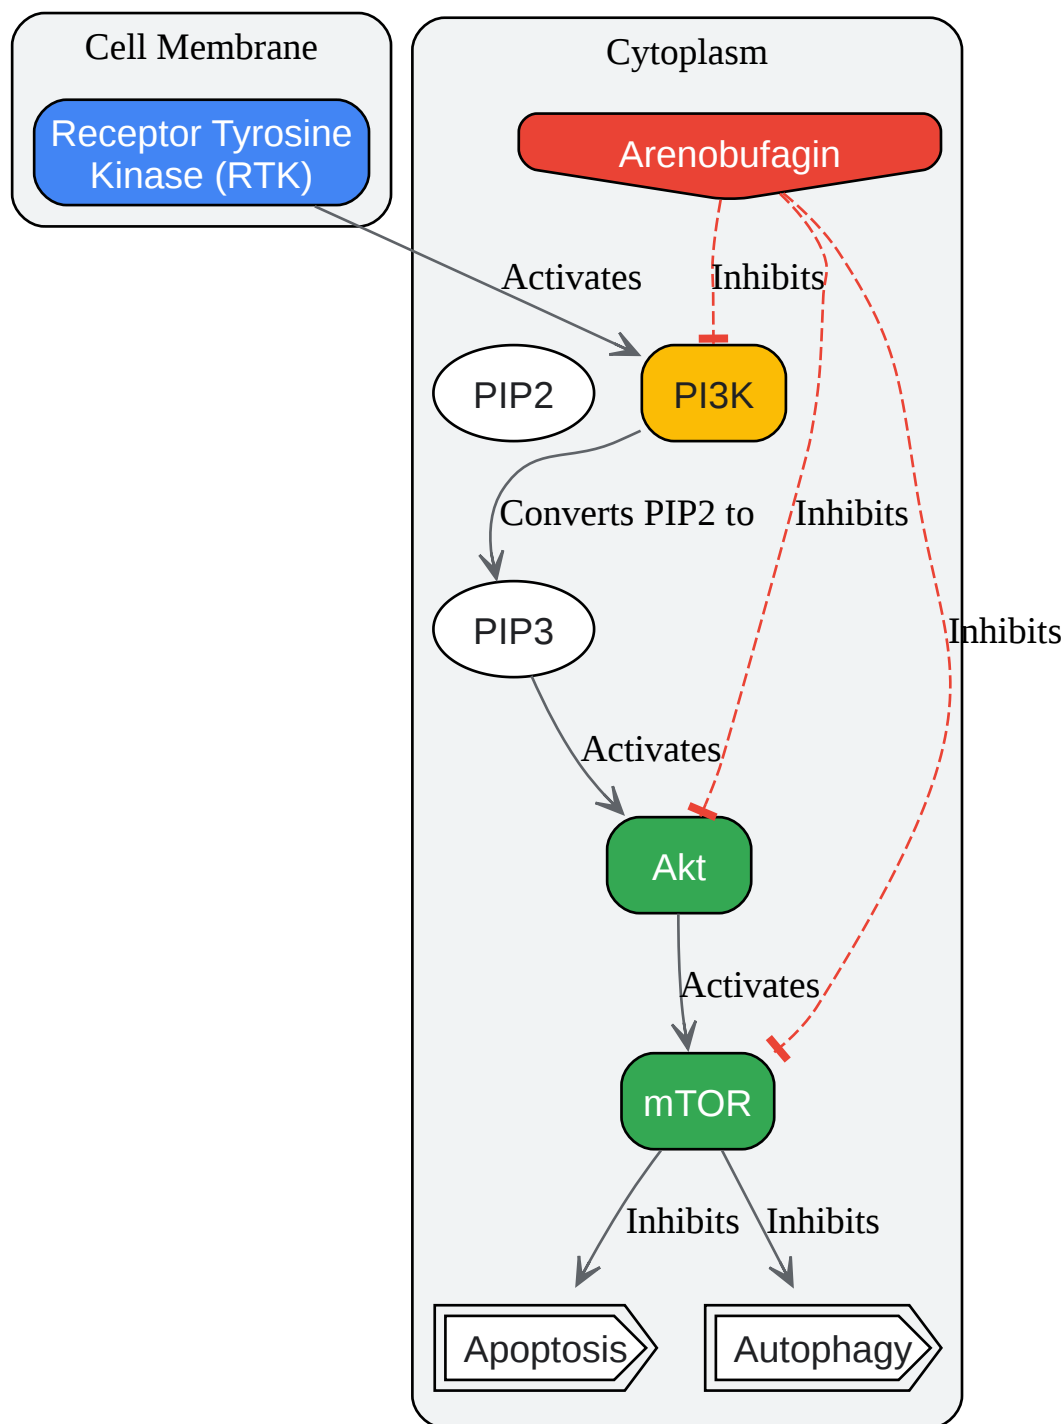 Cell Membrane
Cytoplasm
Receptor Tyrosine
Kinase (RTK)
Arenobufagin
Activates
Inhibits
PIP2
PI3K
Converts PIP2 to
Inhibits
PIP3
Inhibits
Activates
Akt
Activates
mTOR
Inhibits
Inhibits
Apoptosis
Autophagy